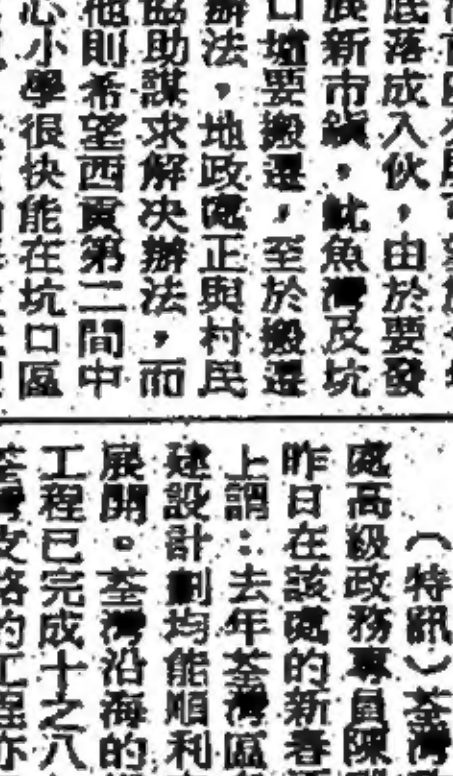 底落成入伙,由於要發
展新市鎮,魷魚灣及坑
口墟要搬遷,至於搬遷
辦法,地政處正與村民
協助謀求解決辦法,而
他則希望西貢第二間中
心小學很快能在坑口區
(特訊)荃灣
處高級政務專員陳
昨日在該處的新春
上謂:去年荃灣區
建設計劃均能順利
展開。荃灣沿海的
工程已完成十之八
荃灣支路的工程亦